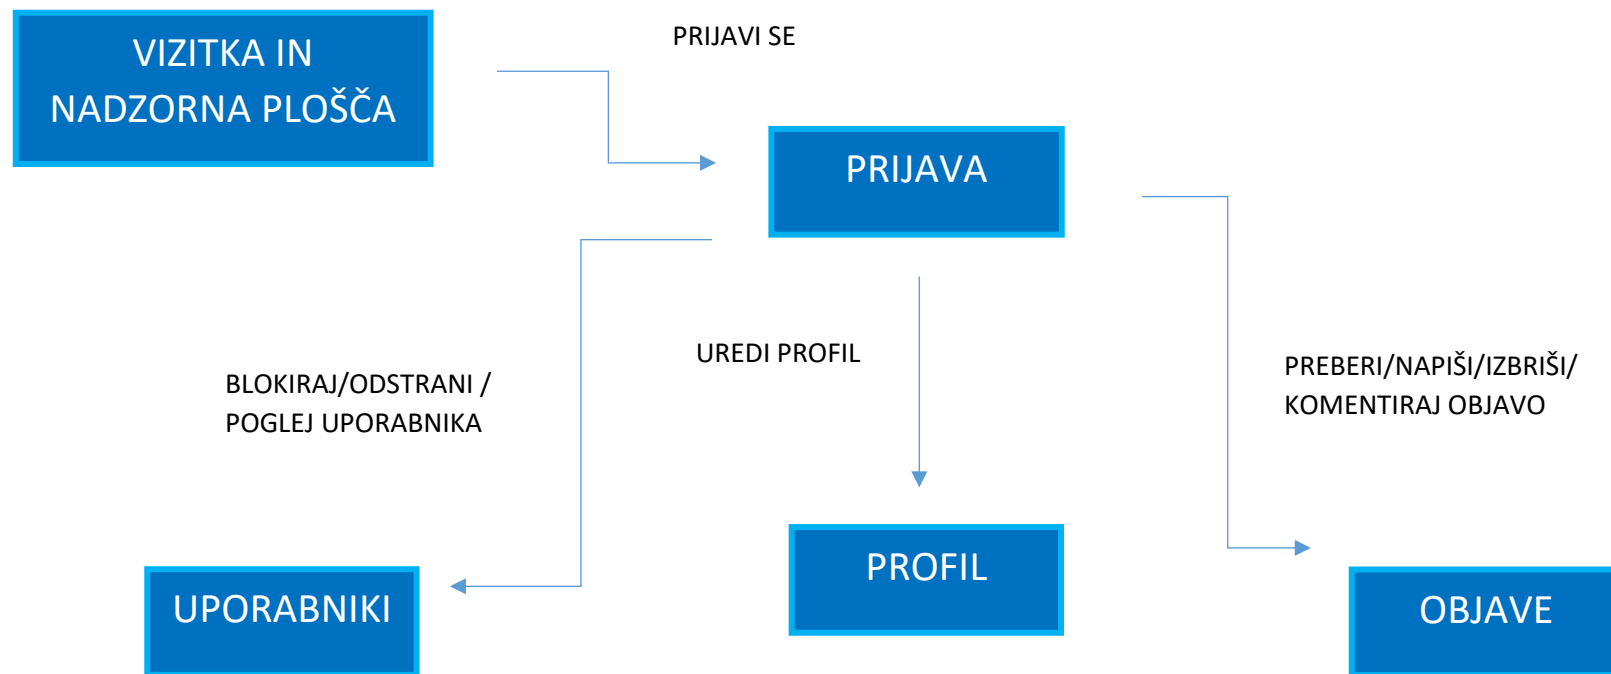 VIZITKA IN
NADZORNA PLOŠČA
PRIJAVI SE
PRIJAVA
UREDI PROFIL
BLOKIRAJ/ODSTRANI /
POGLEJ UPORABNIKA
PREBERI/NAPIŠI/IZBRIŠI/
KOMENTIRAJ OBJAVO
UPORABNIKI
PROFIL
OBJAVE